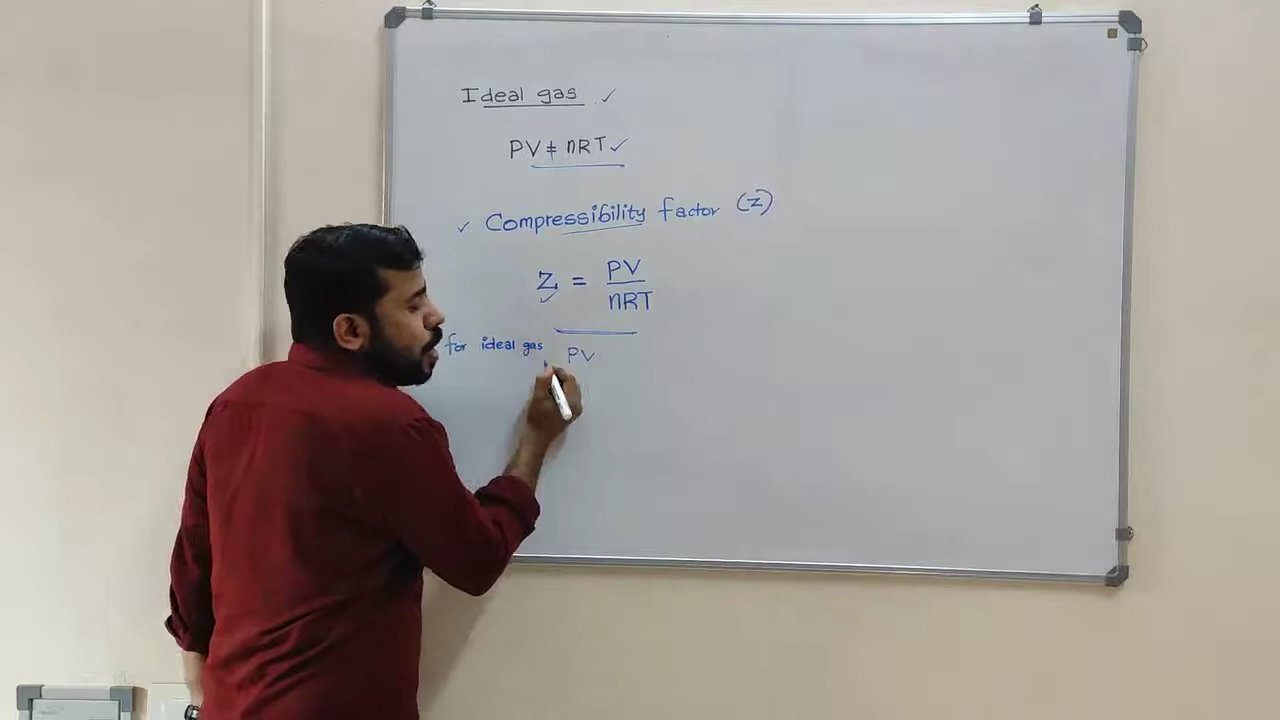 Ideal gas ✓
PV ≠ nRT ✓
✓ Compressibility factor (Z)
Z = PV / nRT
for ideal gas PV